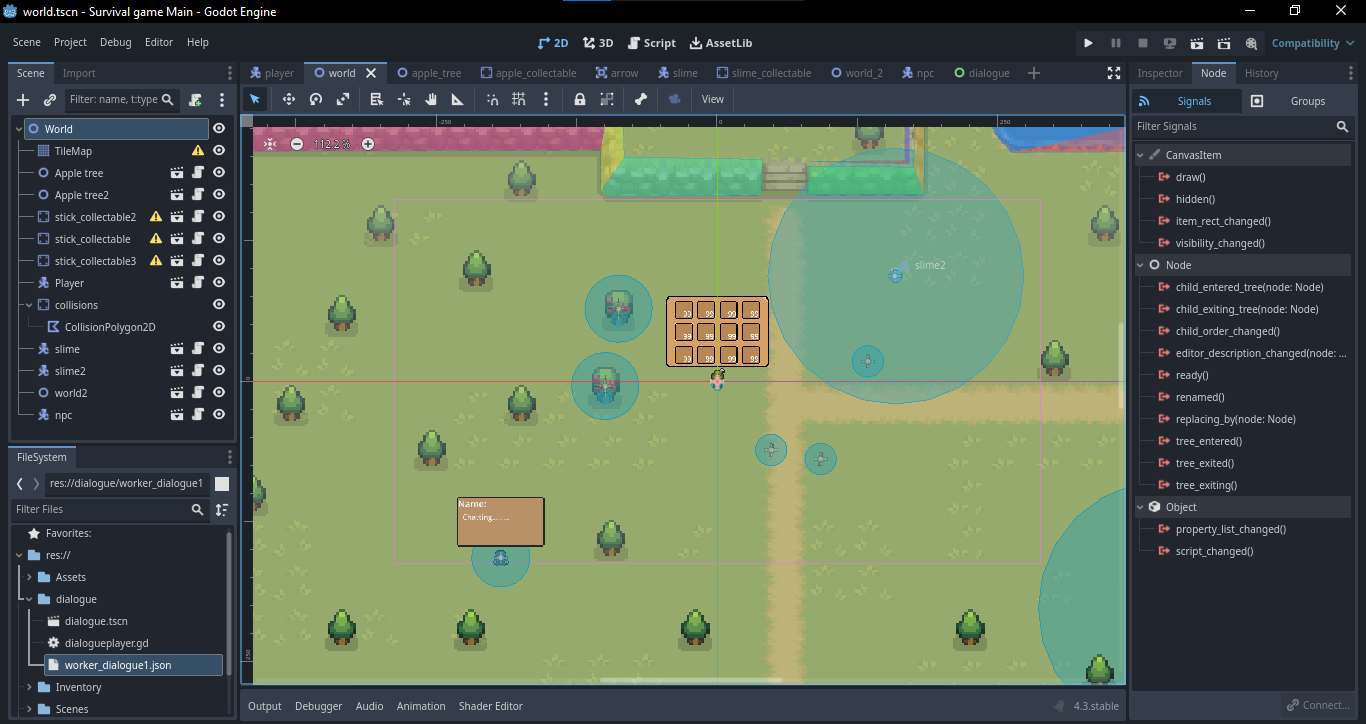 world.tscn - Survival game Main - Godot Engine
Scene Project Debug Editor Help
2D 3D Script AssetLib
Compatibility
Scene Import
player world apple_tree apple_collectable arrow slime slime_collectable world_2 npc dialogue
Inspector Node History
Filter: name, t:type
View
Signals Groups
Filter Signals
World
TileMap
Apple tree
Apple tree2
stick_collectable2
stick_collectable
stick_collectable3
Player
collisions
CollisionPolygon2D
slime
slime2
world2
npc
-250 0 250
112.2 %
slime2
99 99 99 99
99 99 99 99
99 99 99 99
0
Name:
Chatting.......
250
CanvasItem
draw()
hidden()
item_rect_changed()
visibility_changed()
Node
child_entered_tree(node: Node)
child_exiting_tree(node: Node)
child_order_changed()
editor_description_changed(node: ...
ready()
renamed()
replacing_by(node: Node)
tree_entered()
tree_exited()
tree_exiting()
Object
property_list_changed()
script_changed()
Connect...
FileSystem
res://dialogue/worker_dialogue1
Filter Files
Favorites:
res://
Assets
dialogue
dialogue.tscn
dialogueplayer.gd
worker_dialogue1.json
Inventory
Scenes
Output Debugger Audio Animation Shader Editor
4.3.stable